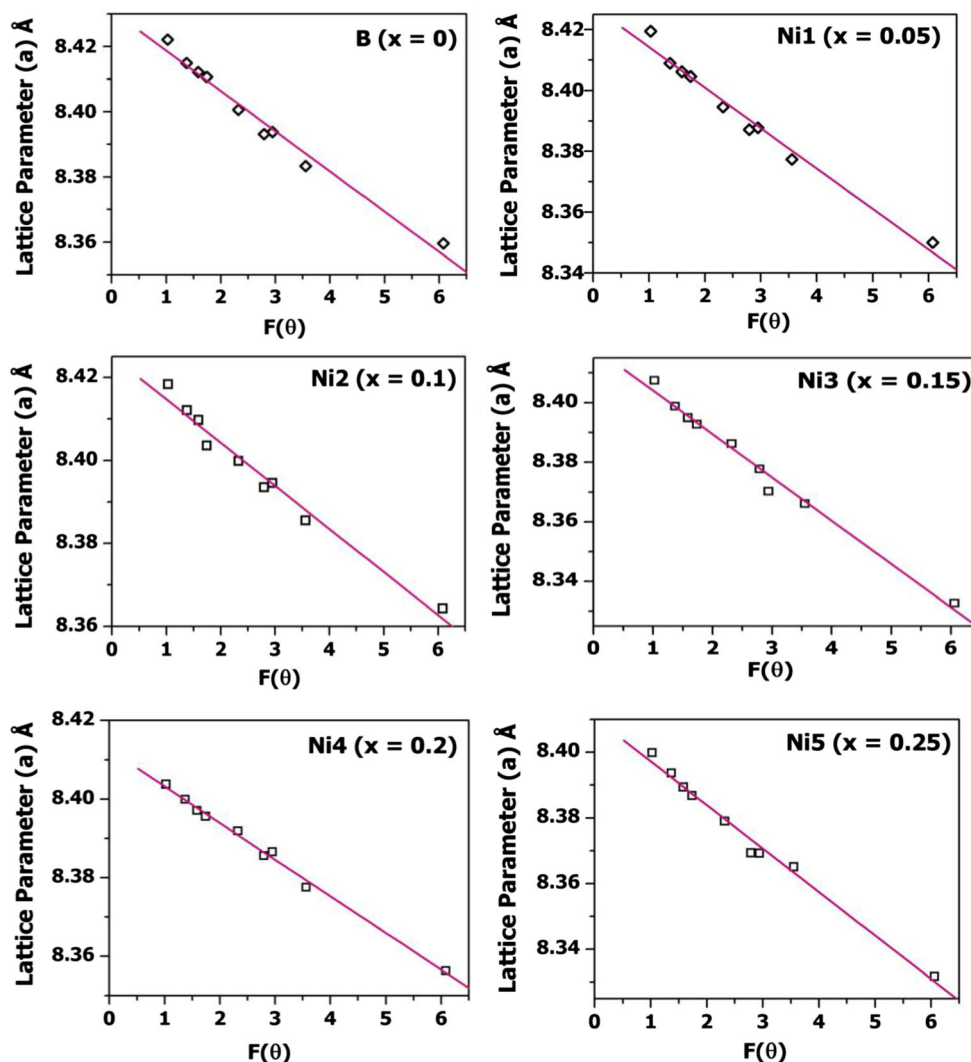 Lattice Parameter (a) Å
8.42
8.40
8.38
8.36
B (x = 0)
0 1 2 3 4 5 6
F(θ)
Lattice Parameter (a) Å
8.42
8.40
8.38
8.36
8.34
Ni1 (x = 0.05)
0 1 2 3 4 5 6
F(θ)
Lattice Parameter (a) Å
8.42
8.40
8.38
8.36
Ni2 (x = 0.1)
0 1 2 3 4 5 6
F(θ)
Lattice Parameter (a) Å
8.40
8.38
8.36
8.34
Ni3 (x = 0.15)
0 1 2 3 4 5 6
F(θ)
Lattice Parameter (a) Å
8.42
8.40
8.38
8.36
Ni4 (x = 0.2)
0 1 2 3 4 5 6
F(θ)
Lattice Parameter (a) Å
8.40
8.38
8.36
8.34
Ni5 (x = 0.25)
0 1 2 3 4 5 6
F(θ)